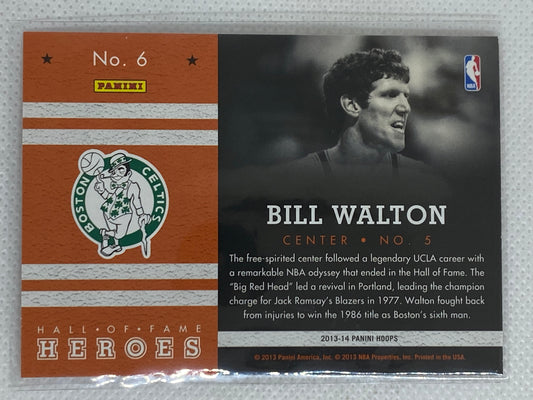 No. 6
PANINI
NBA
BOSTON CELTICS
BILL WALTON
CENTER • NO. 5
The free-spirited center followed a legendary UCLA career with
a remarkable NBA odyssey that ended in the Hall of Fame. The
"Big Red Head" led a revival in Portland, leading the champion
charge for Jack Ramsay's Blazers in 1977. Walton fought back
from injuries to win the 1986 title as Boston's sixth man.
HALL • OF • FAME
HEROES
2013-14 PANINI HOOPS
© 2013 Panini America, Inc. © 2013 NBA Properties, Inc. Printed in the USA.